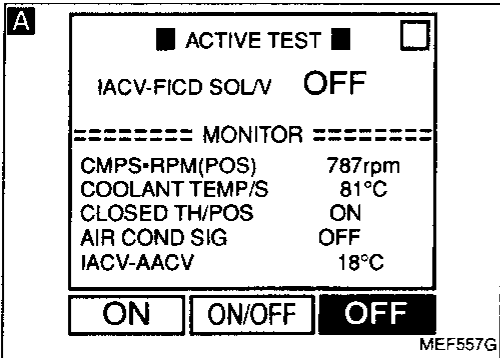 A
■ ACTIVE TEST ■
IACV-FICD SOL/V OFF
======== MONITOR ========
CMPS•RPM(POS) 787rpm
COOLANT TEMP/S 81°C
CLOSED TH/POS ON
AIR COND SIG OFF
IACV-AACV 18°C
ON ON/OFF OFF
MEF557G